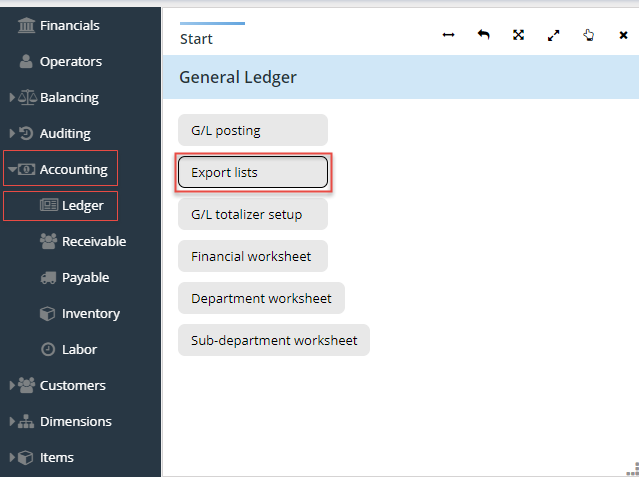 Financials
Operators
Balancing
Auditing
Accounting
Ledger
Receivable
Payable
Inventory
Labor
Customers
Dimensions
Items
Start
General Ledger
G/L posting
Export lists
G/L totalizer setup
Financial worksheet
Department worksheet
Sub-department worksheet